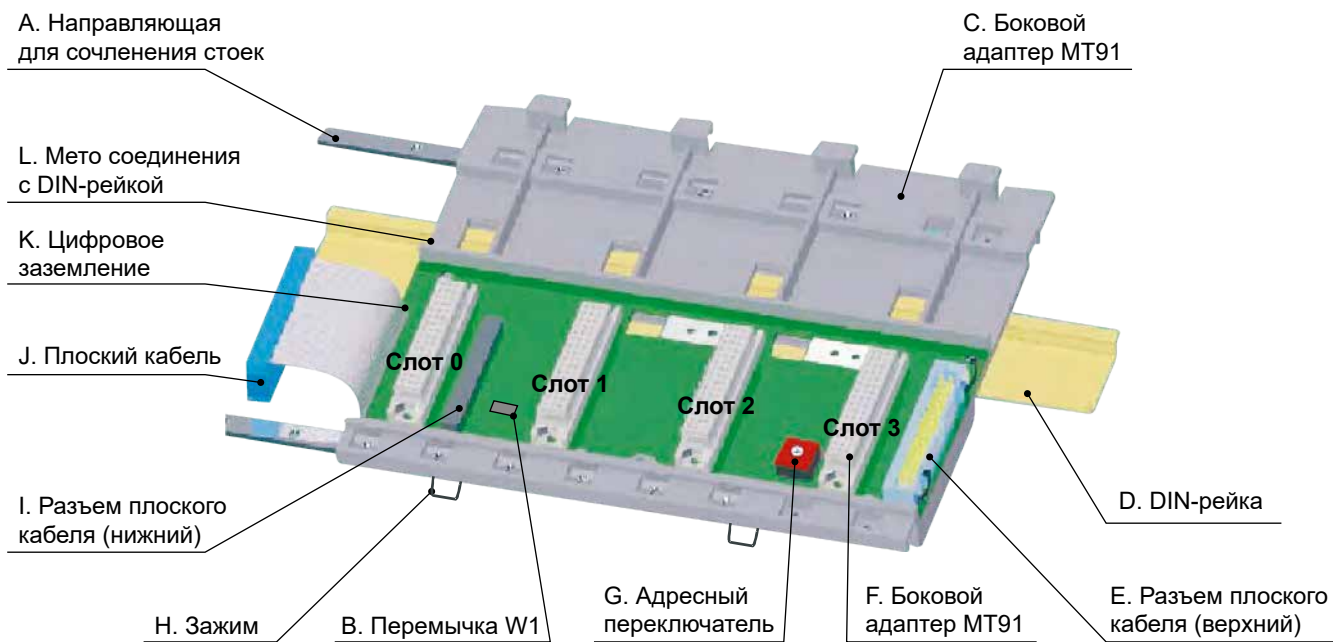 A. Направляющая
для сочленения стоек
C. Боковой
адаптер MT91
L. Мето соединения
с DIN-рейкой
K. Цифровое
заземление
J. Плоский кабель
Слот 0
Слот 1
Слот 2
Слот 3
I. Разъем плоского
кабеля (нижний)
D. DIN-рейка
H. Зажим
B. Перемычка W1
G. Адресный
переключатель
F. Боковой
адаптер MT91
E. Разъем плоского
кабеля (верхний)